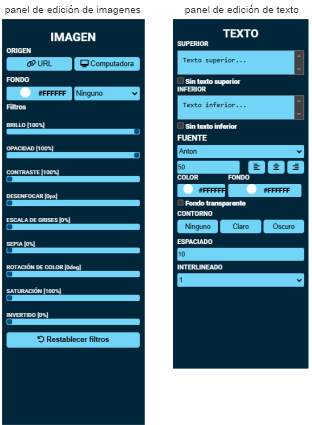 panel de edición de imagenes
IMAGEN
ORIGEN
URL Computadora
FONDO
#FFFFFF Ninguno
Filtros
BRILLO [100%]
OPACIDAD [100%]
CONTRASTE [100%]
DESENFOCAR [0px]
ESCALA DE GRISES [0%]
SEPIA [0%]
ROTACIÓN DE COLOR [0deg]
SATURACIÓN [100%]
INVERTIDO [0%]
Restablecer filtros
panel de edición de texto
TEXTO
SUPERIOR
Texto superior...
Sin texto superior
INFERIOR
Texto inferior...
Sin texto inferior
FUENTE
Anton
50
COLOR FONDO
#FFFFFF #FFFFFF
Fondo transparente
CONTORNO
Ninguno Claro Oscuro
ESPACIADO
10
INTERLINEADO
1